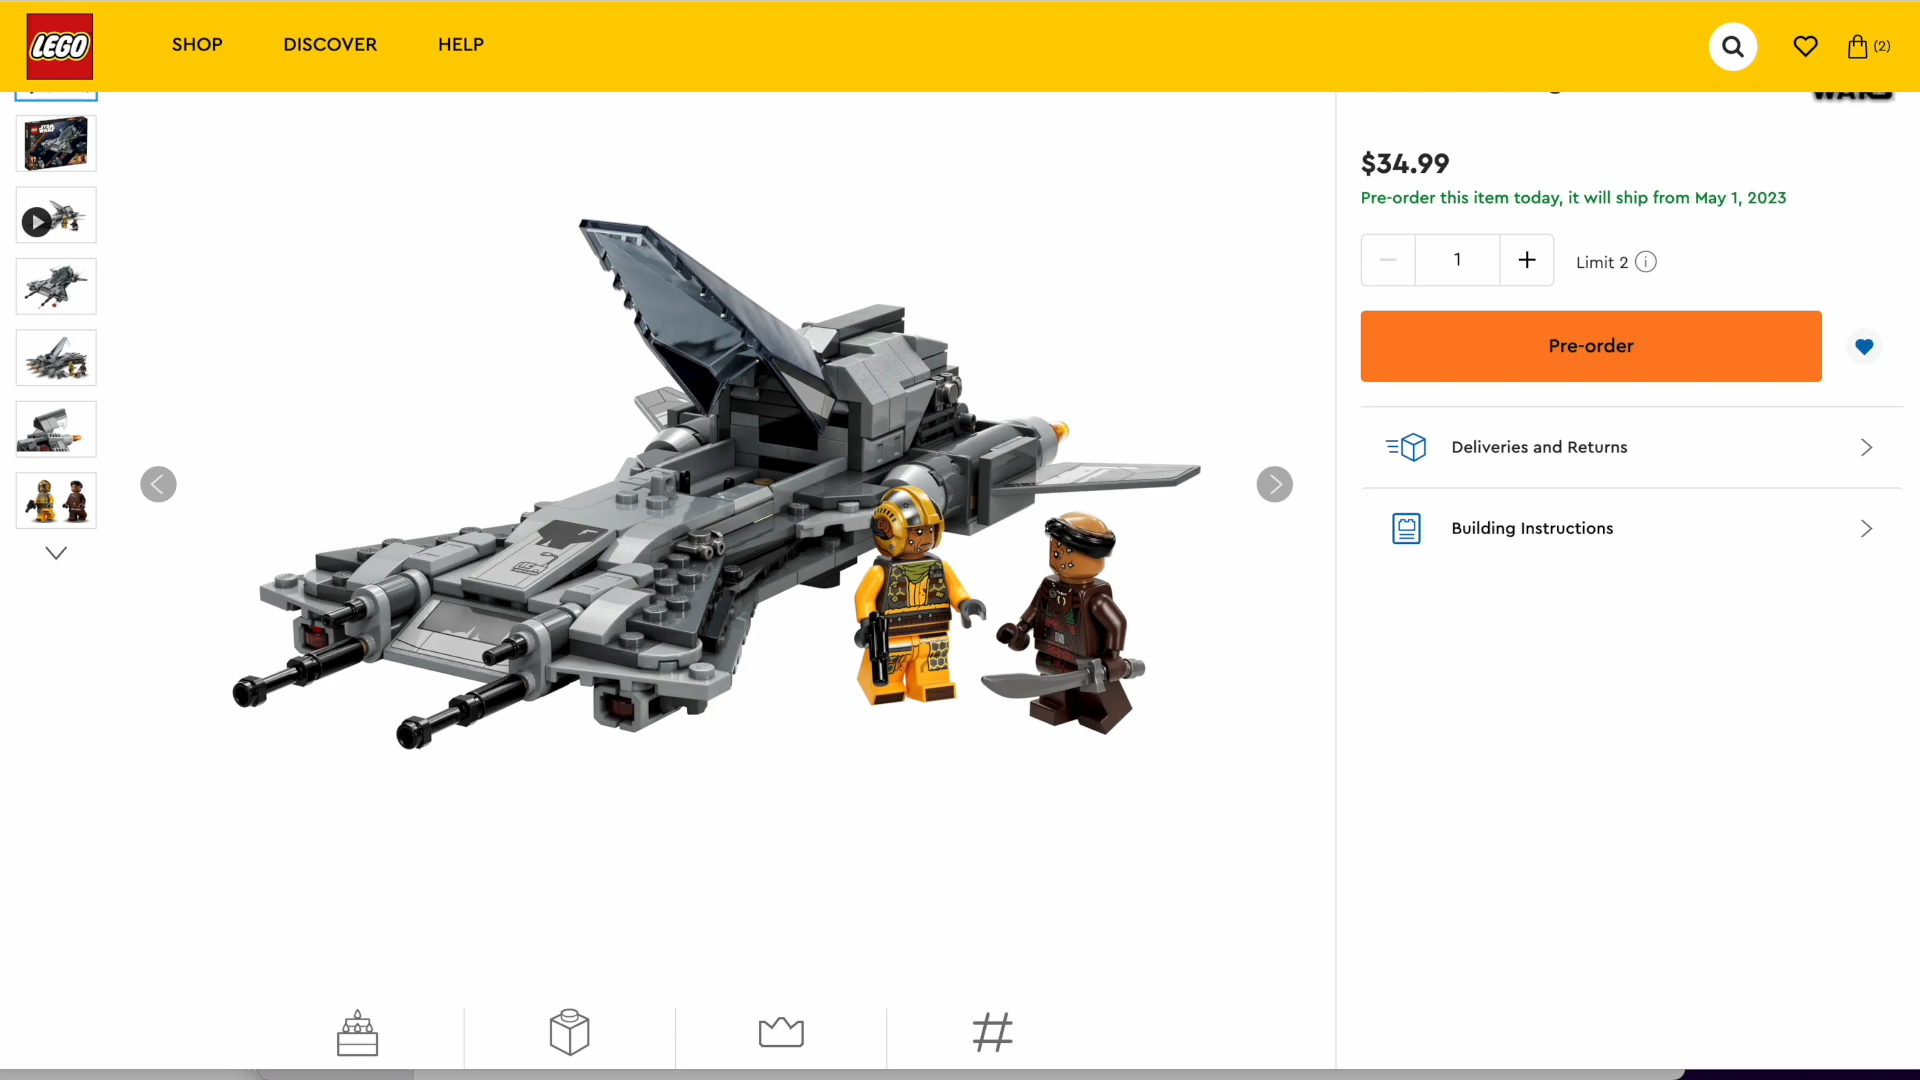 LEGO
SHOP
DISCOVER
HELP
(2)
WARS
$34.99
Pre-order this item today, it will ship from May 1, 2023
1
Limit 2
Pre-order
Deliveries and Returns
Building Instructions